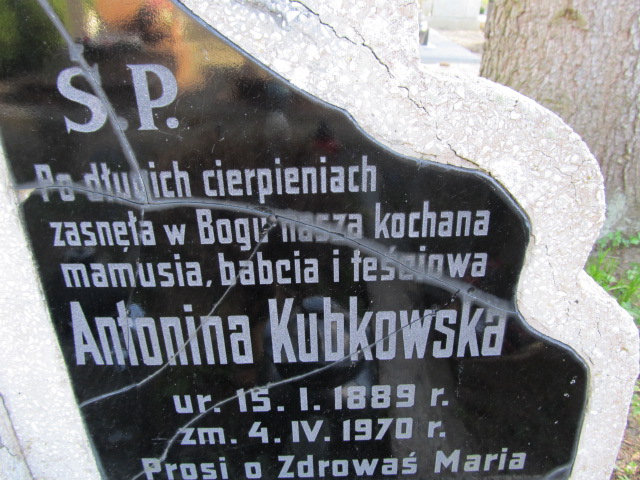 Ś.P.
Po długich cierpieniach
zasnęła w Bogu nasza kochana
mamusia, babcia i teściowa
Antonina Kubkowska
ur. 15. I. 1889 r.
zm. 4. IV. 1970 r.
Prosi o Zdrowaś Maria